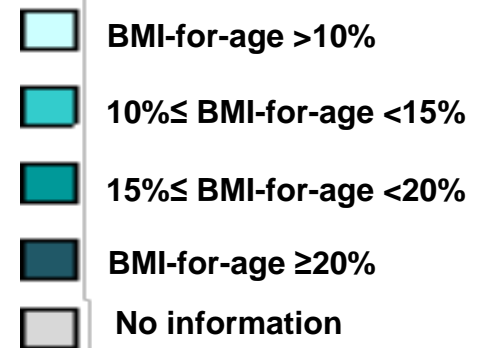 BMI-for-age >10%
10%≤ BMI-for-age <15%
15%≤ BMI-for-age <20%
BMI-for-age ≥20%
No information